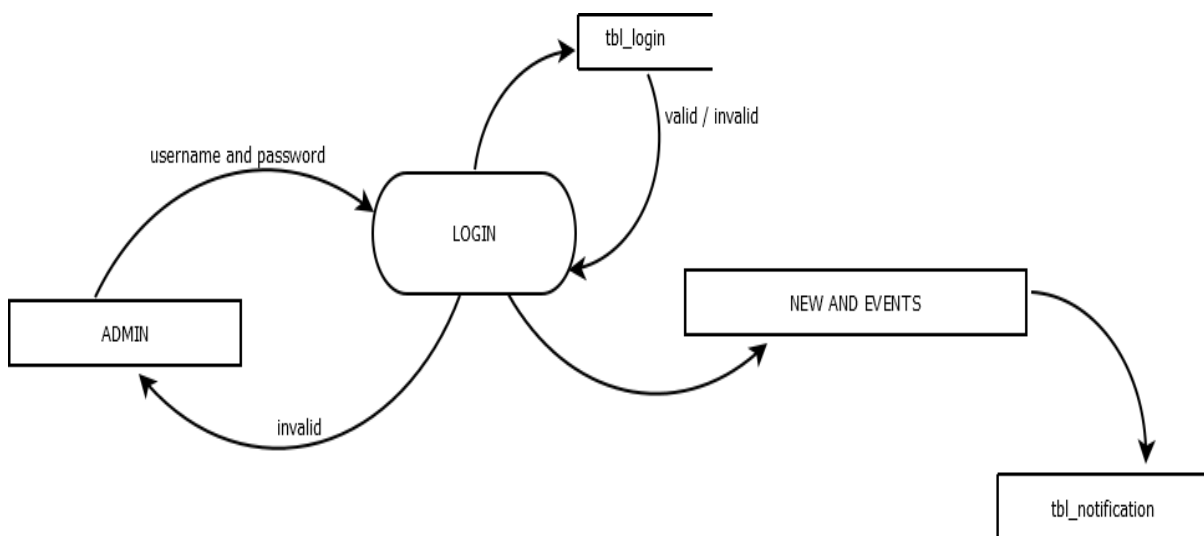 tbl_login
valid / invalid
username and password
LOGIN
NEW AND EVENTS
ADMIN
invalid
tbl_notification